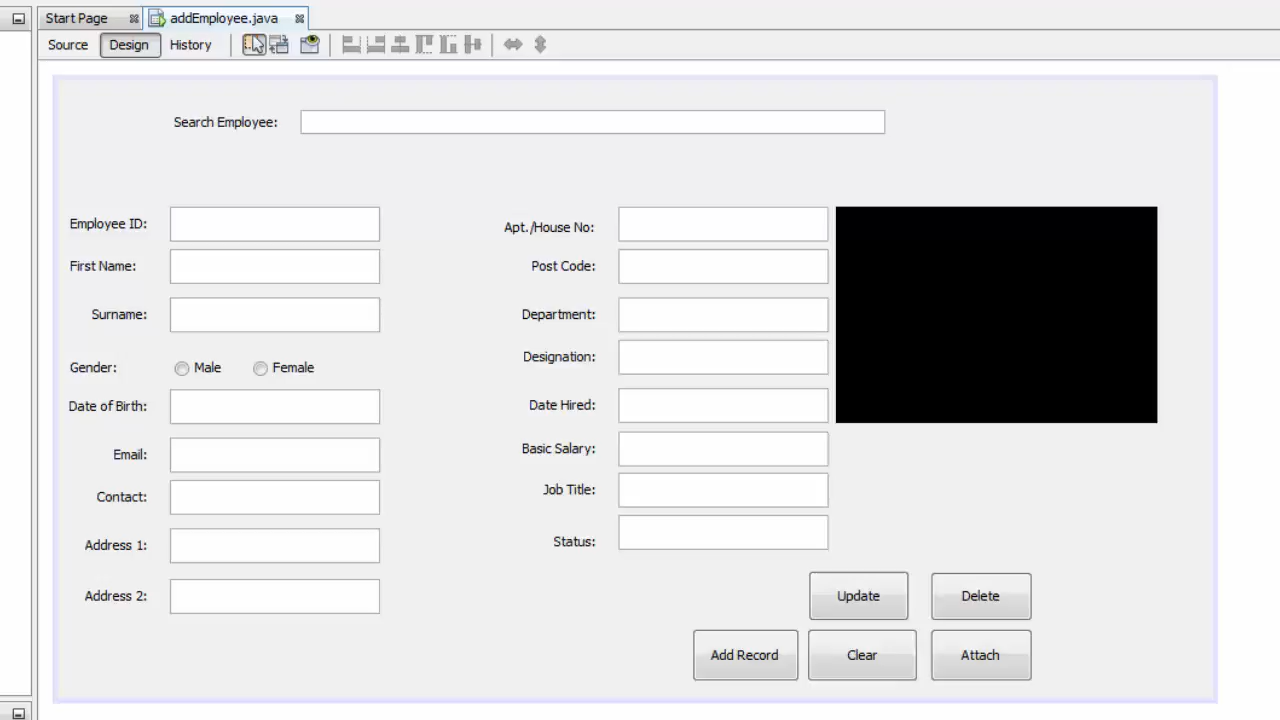 Start Page addEmployee.java
Source Design History
Search Employee:
Employee ID:
First Name:
Surname:
Gender: Male Female
Date of Birth:
Email:
Contact:
Address 1:
Address 2:
Apt./House No:
Post Code:
Department:
Designation:
Date Hired:
Basic Salary:
Job Title:
Status:
Update Delete
Add Record Clear Attach